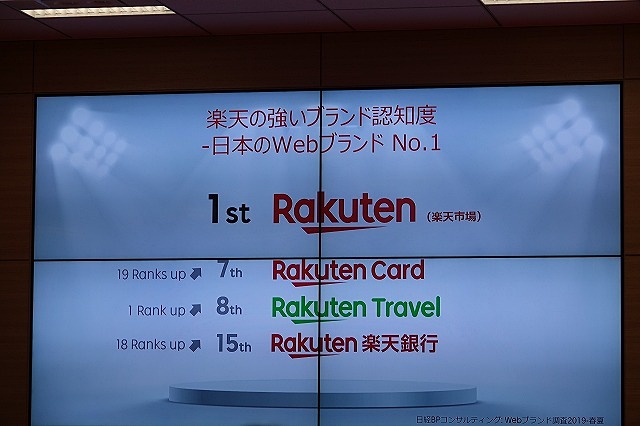 楽天の強いブランド認知度
-日本のWebブランド No.1
1st Rakuten (楽天市場)
19 Ranks up 7th Rakuten Card
1 Rank up 8th Rakuten Travel
18 Ranks up 15th Rakuten 楽天銀行
日経BPコンサルティング: Webブランド調査2019-春夏